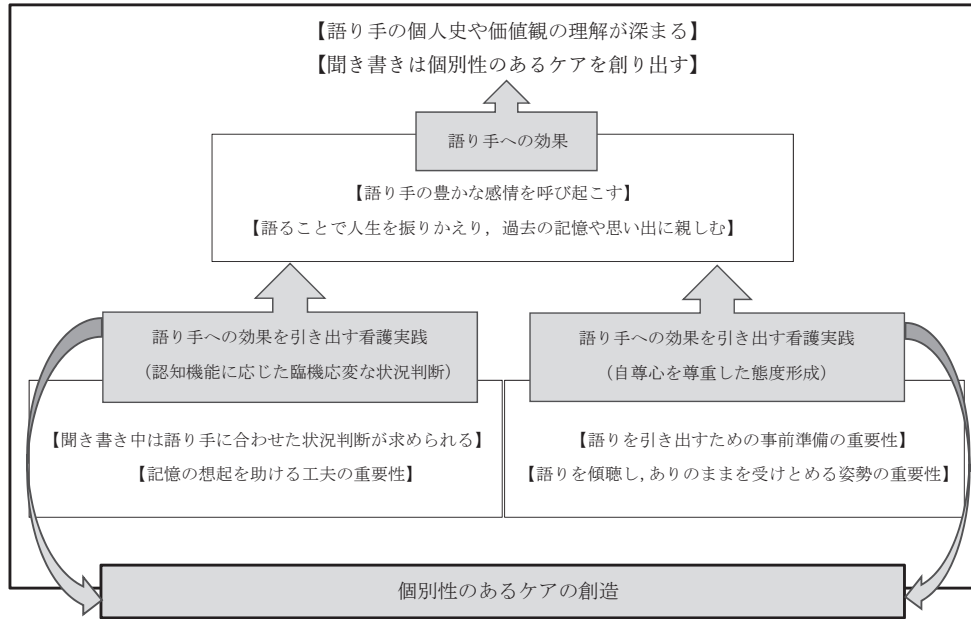 【語り手の個人史や価値観の理解が深まる】
【聞き書きは個別性のあるケアを創り出す】
語り手への効果
【語り手の豊かな感情を呼び起こす】
【語ることで人生を振りかえり，過去の記憶や思い出に親しむ】
語り手への効果を引き出す看護実践
（認知機能に応じた臨機応変な状況判断）
【聞き書き中は語り手に合わせた状況判断が求められる】
【記憶の想起を助ける工夫の重要性】
語り手への効果を引き出す看護実践
（自尊心を尊重した態度形成）
【語りを引き出すための事前準備の重要性】
【語りを傾聴し，ありのままを受けとめる姿勢の重要性】
個別性のあるケアの創造